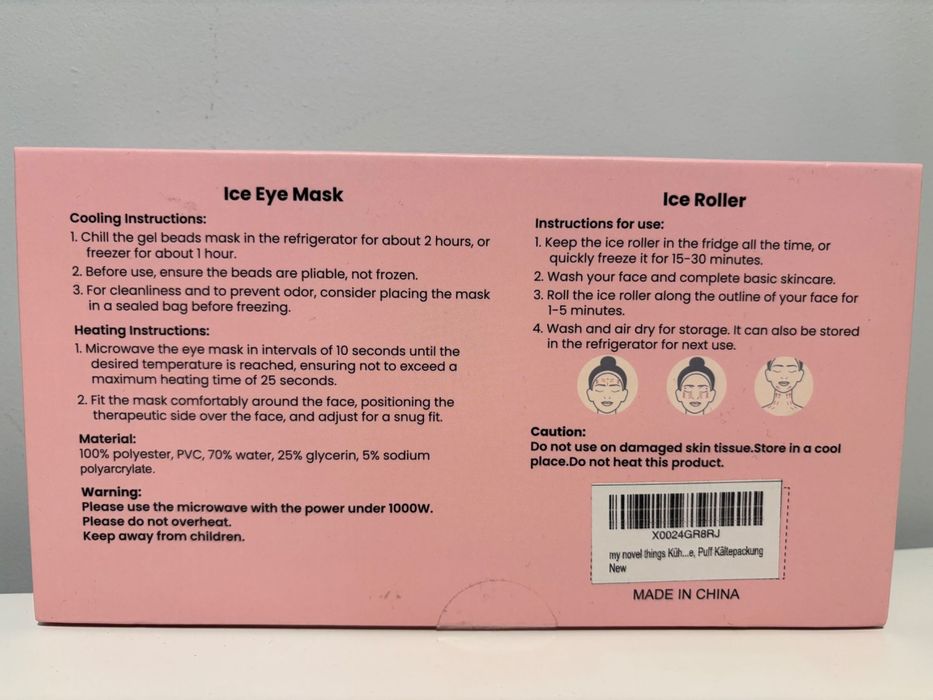 Ice Eye Mask
Cooling Instructions:
1. Chill the gel beads mask in the refrigerator for about 2 hours, or
freezer for about 1 hour.
2. Before use, ensure the beads are pliable, not frozen.
3. For cleanliness and to prevent odor, consider placing the mask
in a sealed bag before freezing.
Heating Instructions:
1. Microwave the eye mask in intervals of 10 seconds until the
desired temperature is reached, ensuring not to exceed a
maximum heating time of 25 seconds.
2. Fit the mask comfortably around the face, positioning the
therapeutic side over the face, and adjust for a snug fit.
Material:
100% polyester, PVC, 70% water, 25% glycerin, 5% sodium
polyarcrylate.
Warning:
Please use the microwave with the power under 1000W.
Please do not overheat.
Keep away from children.
Ice Roller
Instructions for use:
1. Keep the ice roller in the fridge all the time, or
quickly freeze it for 15-30 minutes.
2. Wash your face and complete basic skincare.
3. Roll the ice roller along the outline of your face for
1-5 minutes.
4. Wash and air dry for storage. It can also be stored
in the refrigerator for next use.
Caution:
Do not use on damaged skin tissue.Store in a cool
place.Do not heat this product.
X0024GR8RJ
my novel things Küh...e, Puff Kältepackung
New
MADE IN CHINA